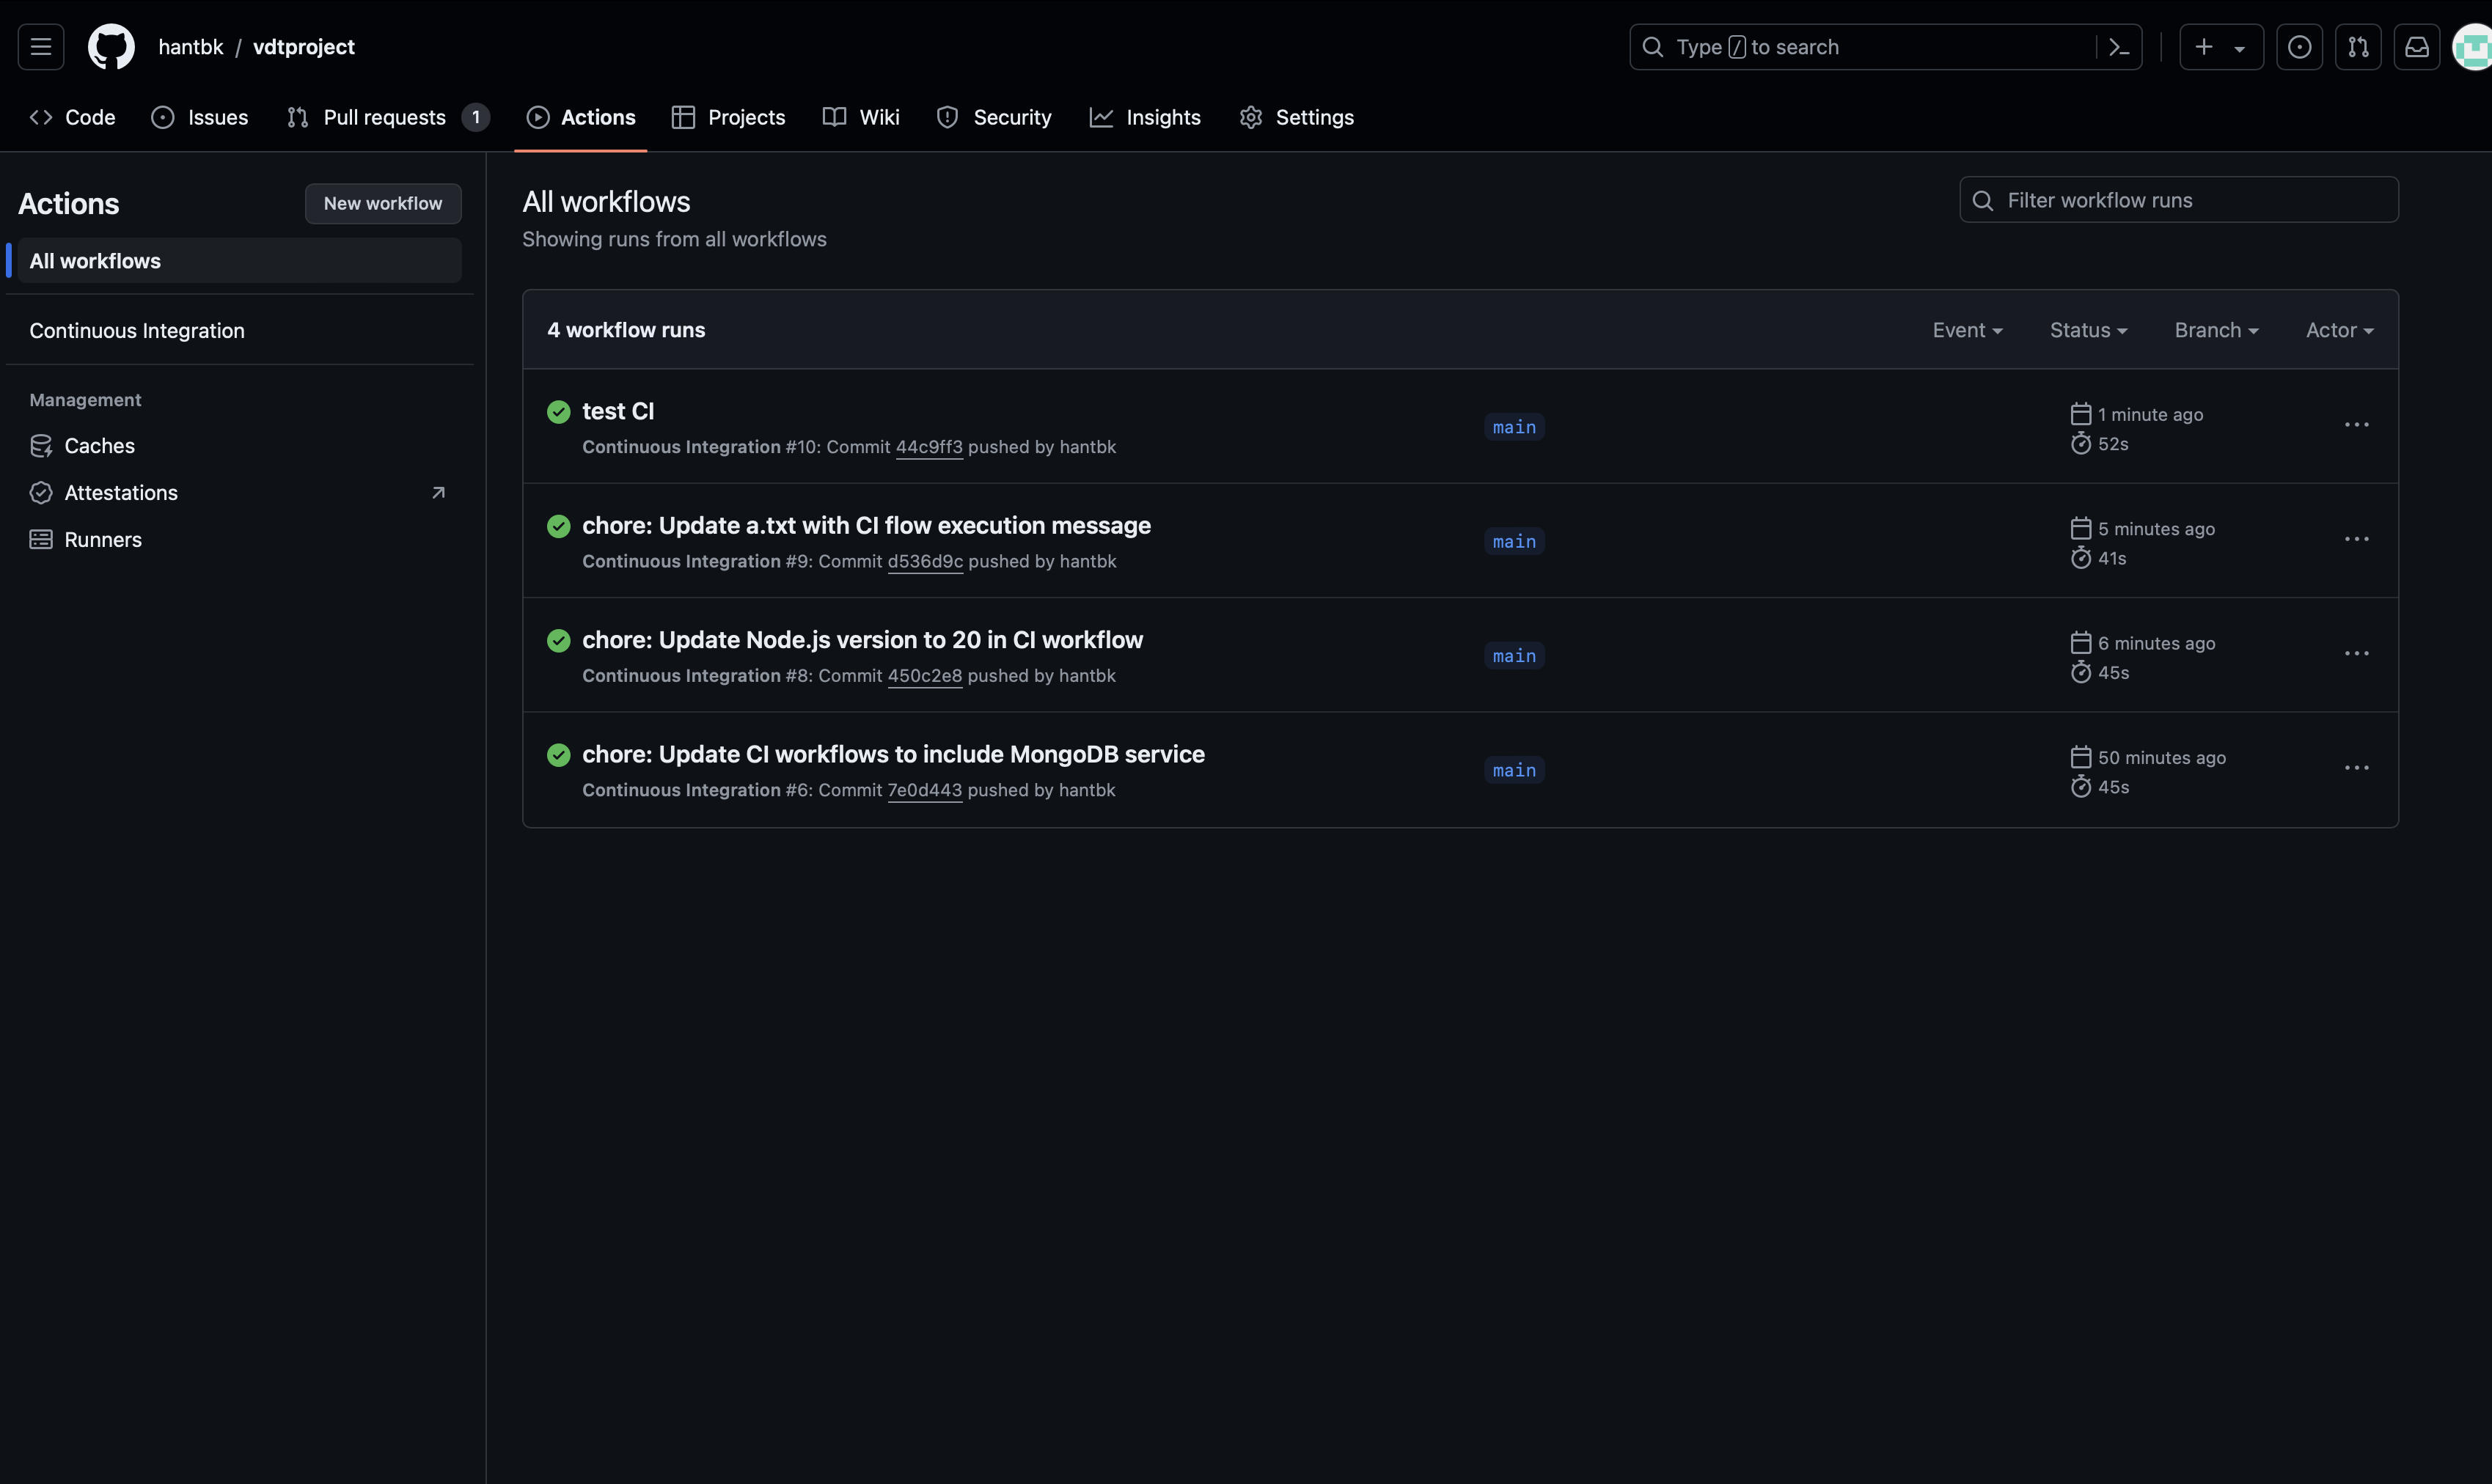 hantbk / vdtproject
Type / to search
Code
Issues
Pull requests 1
Actions
Projects
Wiki
Security
Insights
Settings
Actions
New workflow
All workflows
Continuous Integration
Management
Caches
Attestations
Runners
All workflows
Showing runs from all workflows
Filter workflow runs
4 workflow runs
Event
Status
Branch
Actor
test CI
Continuous Integration #10: Commit 44c9ff3 pushed by hantbk
main
1 minute ago
52s
chore: Update a.txt with CI flow execution message
Continuous Integration #9: Commit d536d9c pushed by hantbk
main
5 minutes ago
41s
chore: Update Node.js version to 20 in CI workflow
Continuous Integration #8: Commit 450c2e8 pushed by hantbk
main
6 minutes ago
45s
chore: Update CI workflows to include MongoDB service
Continuous Integration #6: Commit 7e0d443 pushed by hantbk
main
50 minutes ago
45s